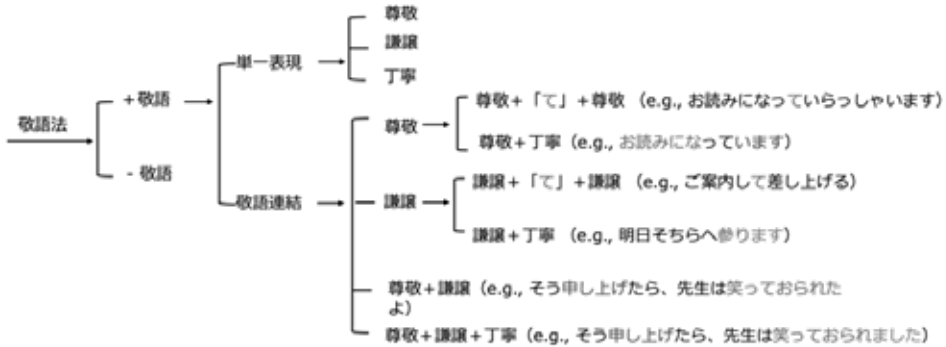 尊敬
謙譲
丁寧
単一表現
+敬語
敬語法
- 敬語
敬語連結
尊敬
尊敬+「て」+尊敬 (e.g., お読みになっていらっしゃいます)
尊敬+丁寧 (e.g., お読みになっています)
謙譲
謙譲+「て」+謙譲 (e.g., ご案内して差し上げる)
謙譲+丁寧 (e.g., 明日そちらへ参ります)
尊敬+謙譲 (e.g., そう申し上げたら、先生は笑っておられた
よ)
尊敬+謙譲+丁寧 (e.g., そう申し上げたら、先生は笑っておられました)